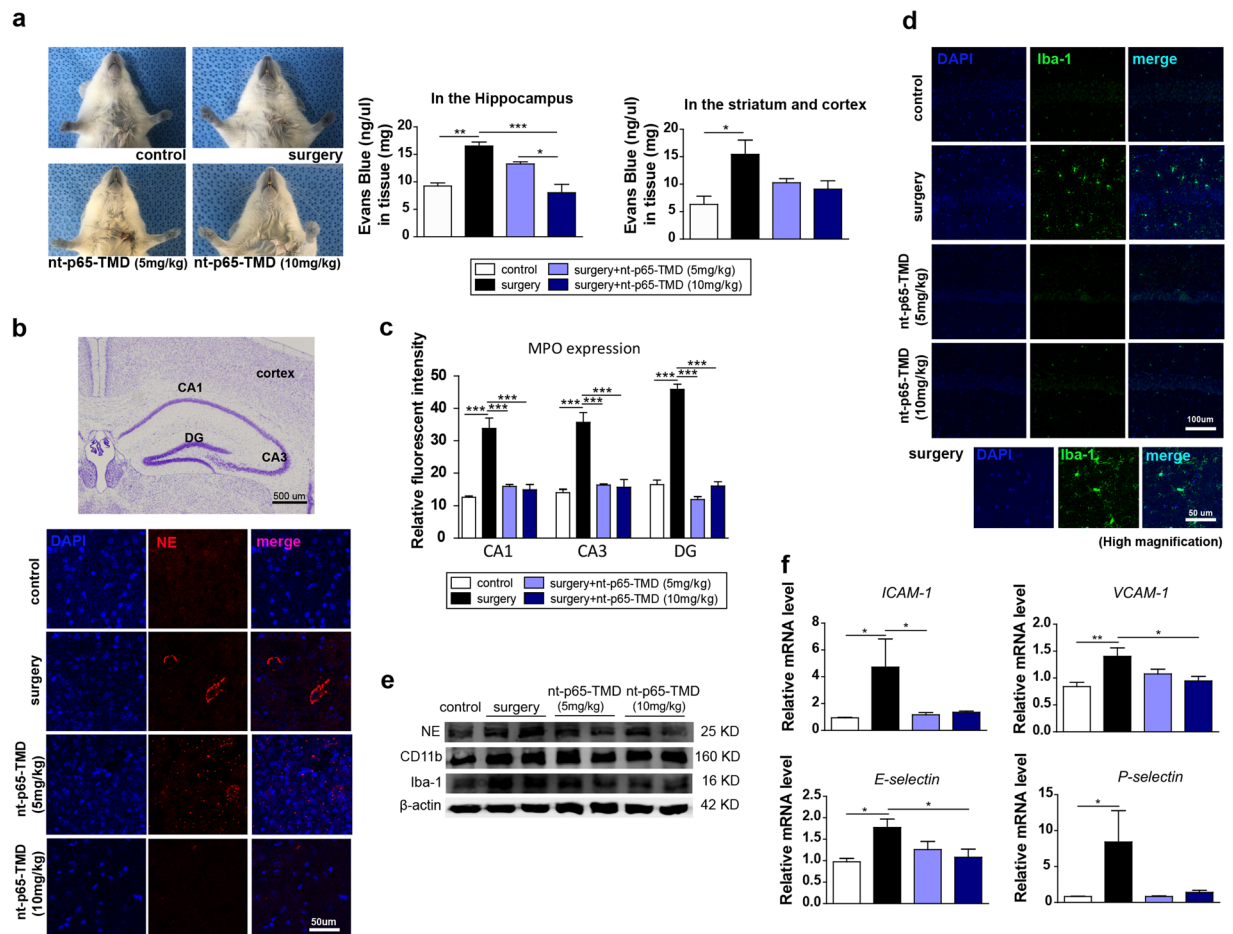 a
control
surgery
nt-p65-TMD (5mg/kg)
nt-p65-TMD (10mg/kg)
In the Hippocampus
Evans Blue (ng/ul)
in tissue (mg)
20
15
10
5
0
**
***
*
In the striatum and cortex
Evans Blue (ng/ul)
in tissue (mg)
20
15
10
5
0
*
control
surgery+nt-p65-TMD (5mg/kg)
surgery
surgery+nt-p65-TMD (10mg/kg)
b
cortex
CA1
DG
CA3
500 um
DAPI
NE
merge
control
surgery
nt-p65-TMD
(5mg/kg)
nt-p65-TMD
(10mg/kg)
50um
c
MPO expression
Relative fluorescent intensity
50
40
30
20
10
0
***
***
***
***
***
***
***
***
***
CA1
CA3
DG
control
surgery+nt-p65-TMD (5mg/kg)
surgery
surgery+nt-p65-TMD (10mg/kg)
d
DAPI
Iba-1
merge
control
surgery
nt-p65-TMD
(5mg/kg)
nt-p65-TMD
(10mg/kg)
100um
surgery
DAPI
Iba-1
merge
50 um
(High magnification)
e
control
surgery
nt-p65-TMD
(5mg/kg)
nt-p65-TMD
(10mg/kg)
NE
25 KD
CD11b
160 KD
Iba-1
16 KD
β-actin
42 KD
f
ICAM-1
Relative mRNA level
8
6
4
2
0
*
*
VCAM-1
Relative mRNA level
2.0
1.5
1.0
0.5
0.0
**
*
E-selectin
Relative mRNA level
2.5
2.0
1.5
1.0
0.5
0.0
*
*
P-selectin
Relative mRNA level
15
10
5
0
*